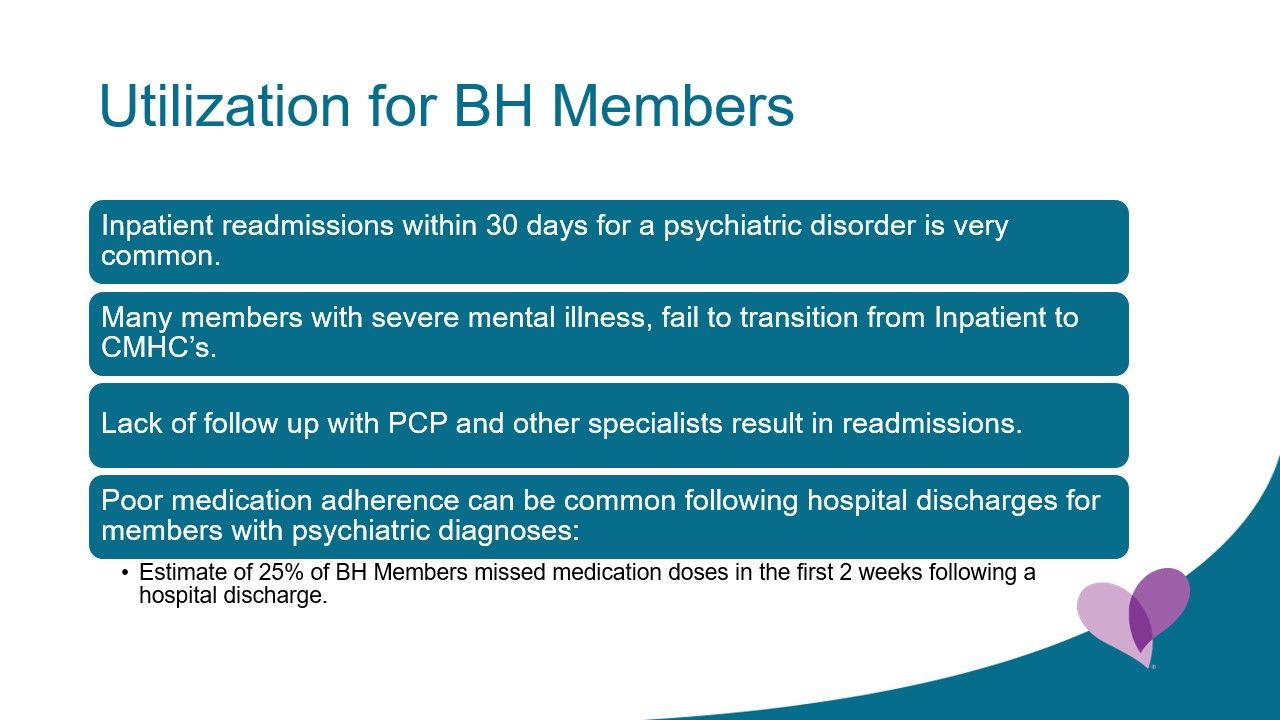 Utilization for BH Members
Inpatient readmissions within 30 days for a psychiatric disorder is very
common.
Many members with severe mental illness, fail to transition from Inpatient to
CMHC’s.
Lack of follow up with PCP and other specialists result in readmissions.
Poor medication adherence can be common following hospital discharges for
members with psychiatric diagnoses:
• Estimate of 25% of BH Members missed medication doses in the first 2 weeks following a
hospital discharge.
®